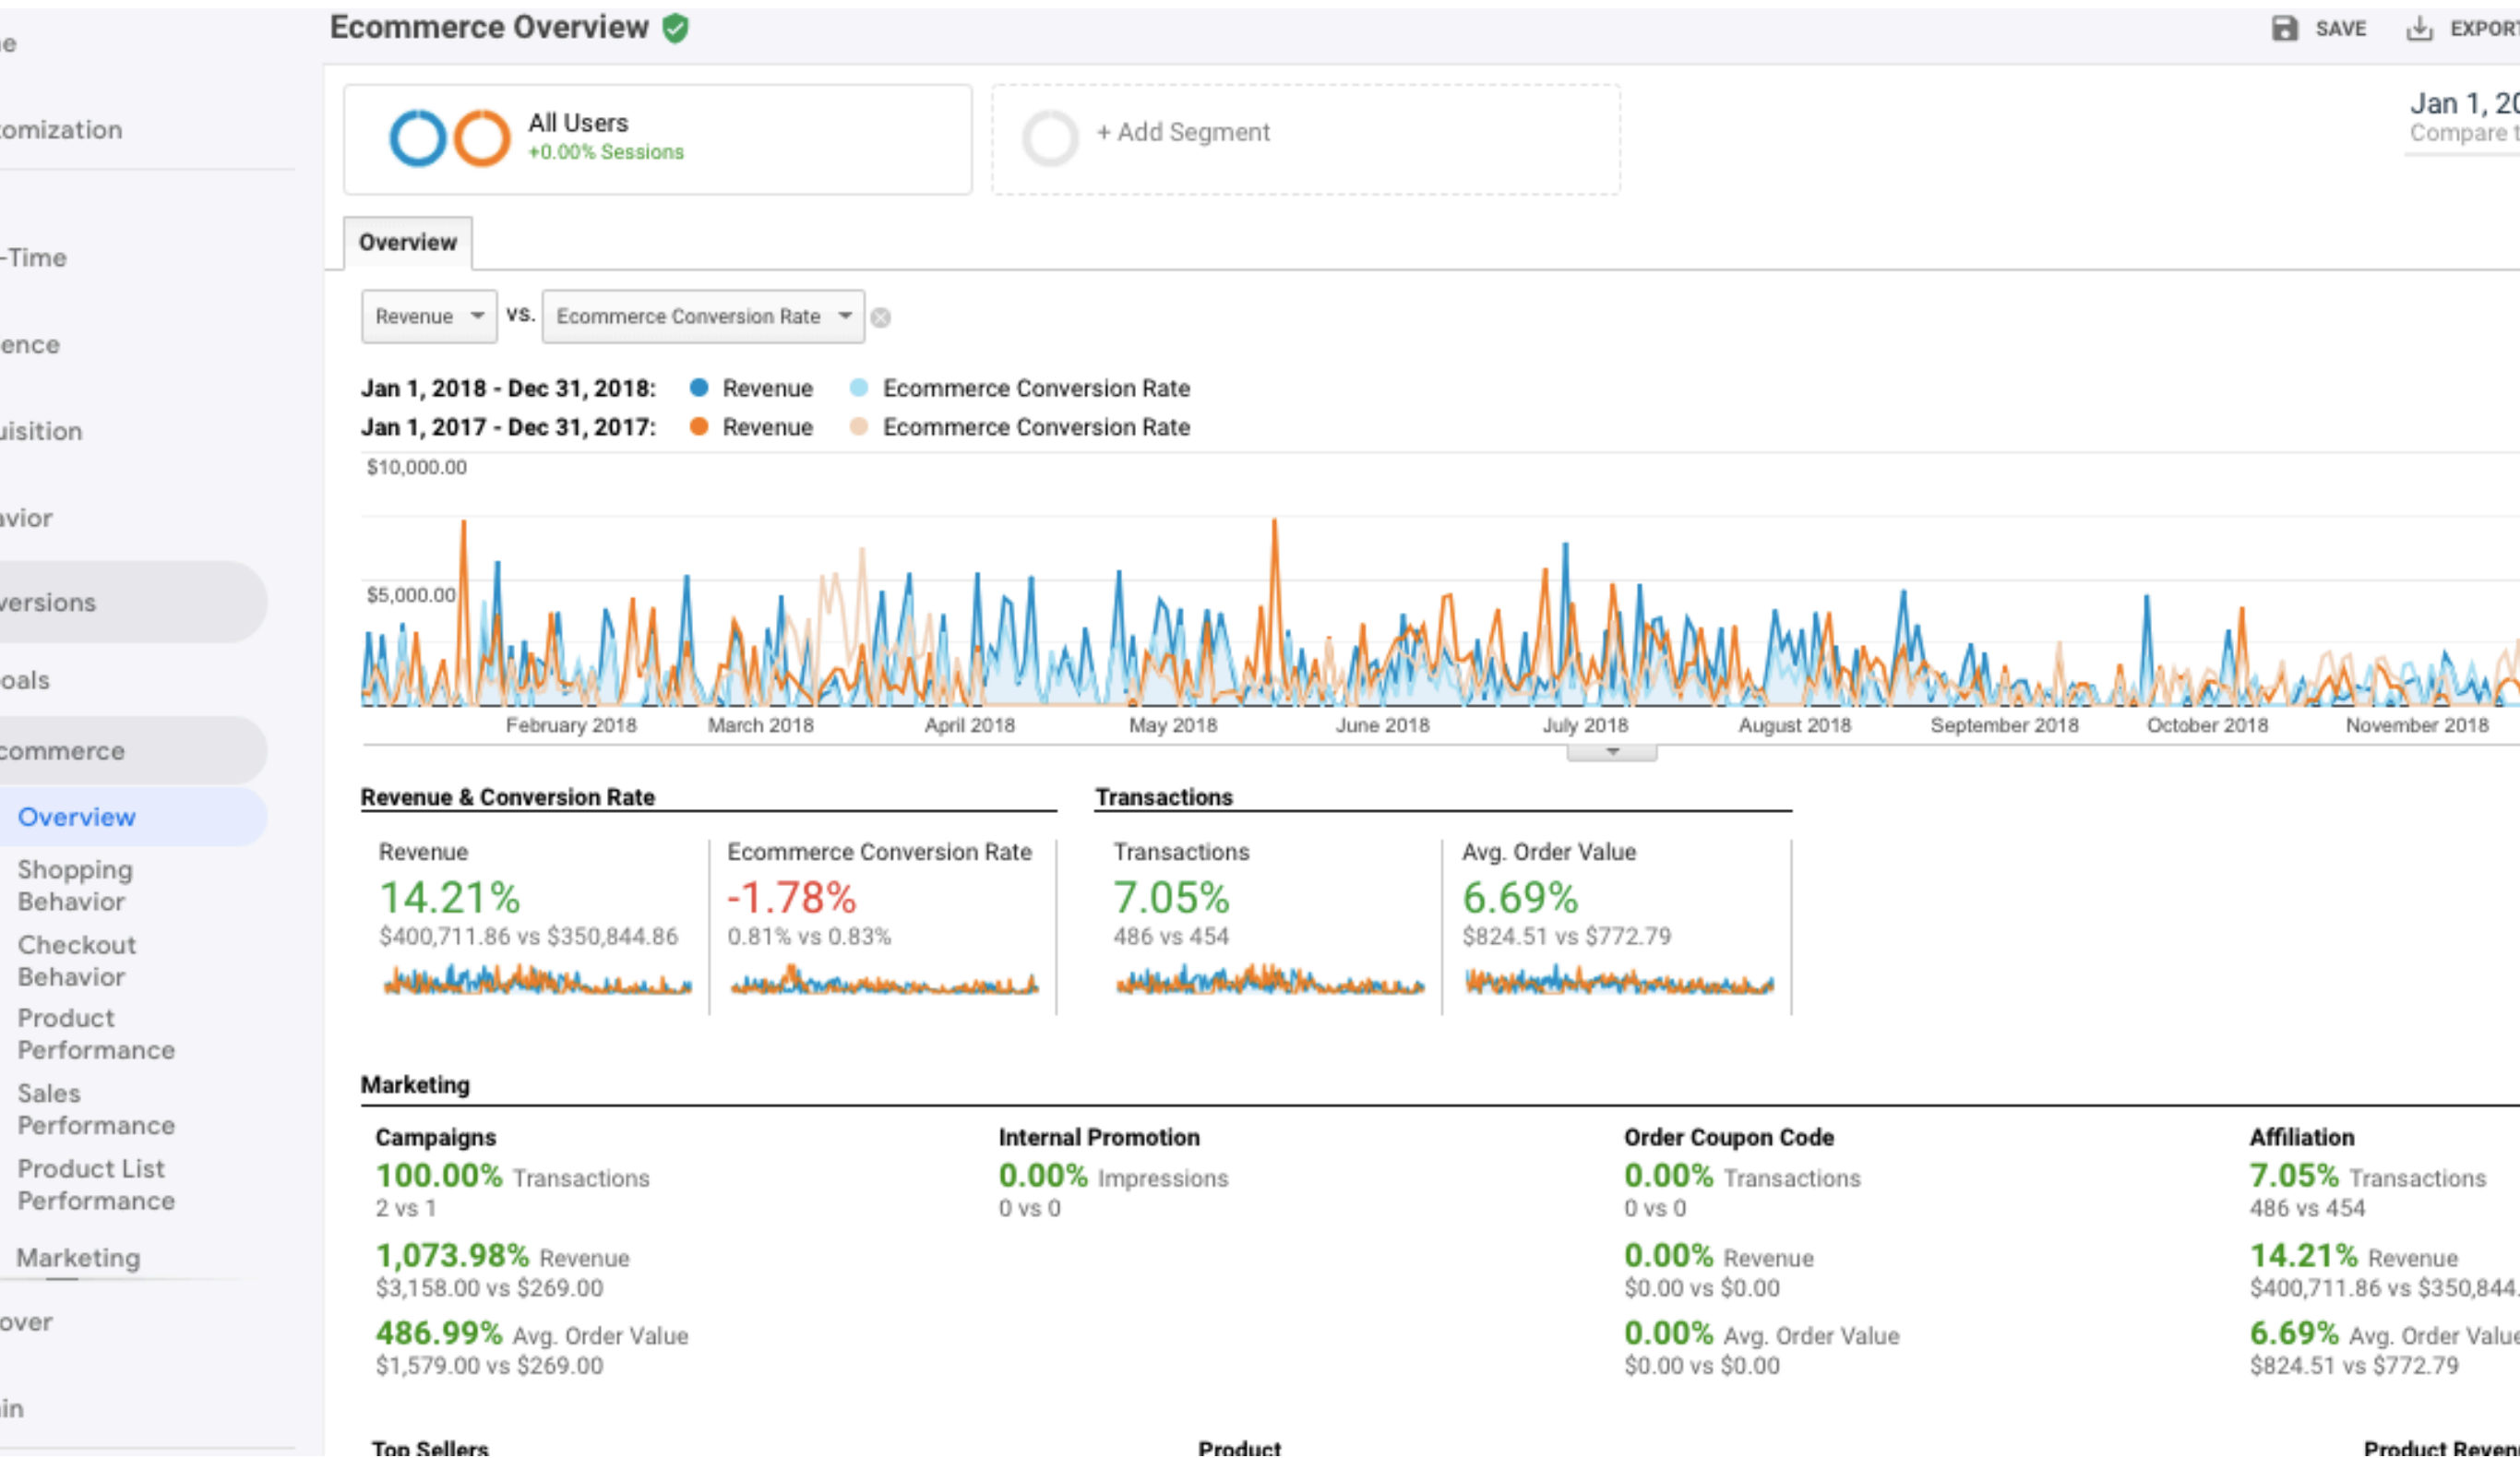 Ecommerce Overview
SAVE
EXPORT
e
tomization
-Time
ence
uisition
avior
versions
oals
commerce
Overview
Shopping
Behavior
Checkout
Behavior
Product
Performance
Sales
Performance
Product List
Performance
Marketing
over
in
All Users
+0.00% Sessions
+ Add Segment
Jan 1, 20
Compare t
Overview
Revenue vs. Ecommerce Conversion Rate
Jan 1, 2018 - Dec 31, 2018: Revenue Ecommerce Conversion Rate
Jan 1, 2017 - Dec 31, 2017: Revenue Ecommerce Conversion Rate
$10,000.00
$5,000.00
February 2018 March 2018 April 2018 May 2018 June 2018 July 2018 August 2018 September 2018 October 2018 November 2018
Revenue & Conversion Rate
Revenue
14.21%
$400,711.86 vs $350,844.86
Ecommerce Conversion Rate
-1.78%
0.81% vs 0.83%
Transactions
Transactions
7.05%
486 vs 454
Avg. Order Value
6.69%
$824.51 vs $772.79
Marketing
Campaigns
100.00% Transactions
2 vs 1
1,073.98% Revenue
$3,158.00 vs $269.00
486.99% Avg. Order Value
$1,579.00 vs $269.00
Internal Promotion
0.00% Impressions
0 vs 0
Order Coupon Code
0.00% Transactions
0 vs 0
0.00% Revenue
$0.00 vs $0.00
0.00% Avg. Order Value
$0.00 vs $0.00
Affiliation
7.05% Transactions
486 vs 454
14.21% Revenue
$400,711.86 vs $350,844.
6.69% Avg. Order Value
$824.51 vs $772.79
Top Sellers
Product
Product Reven